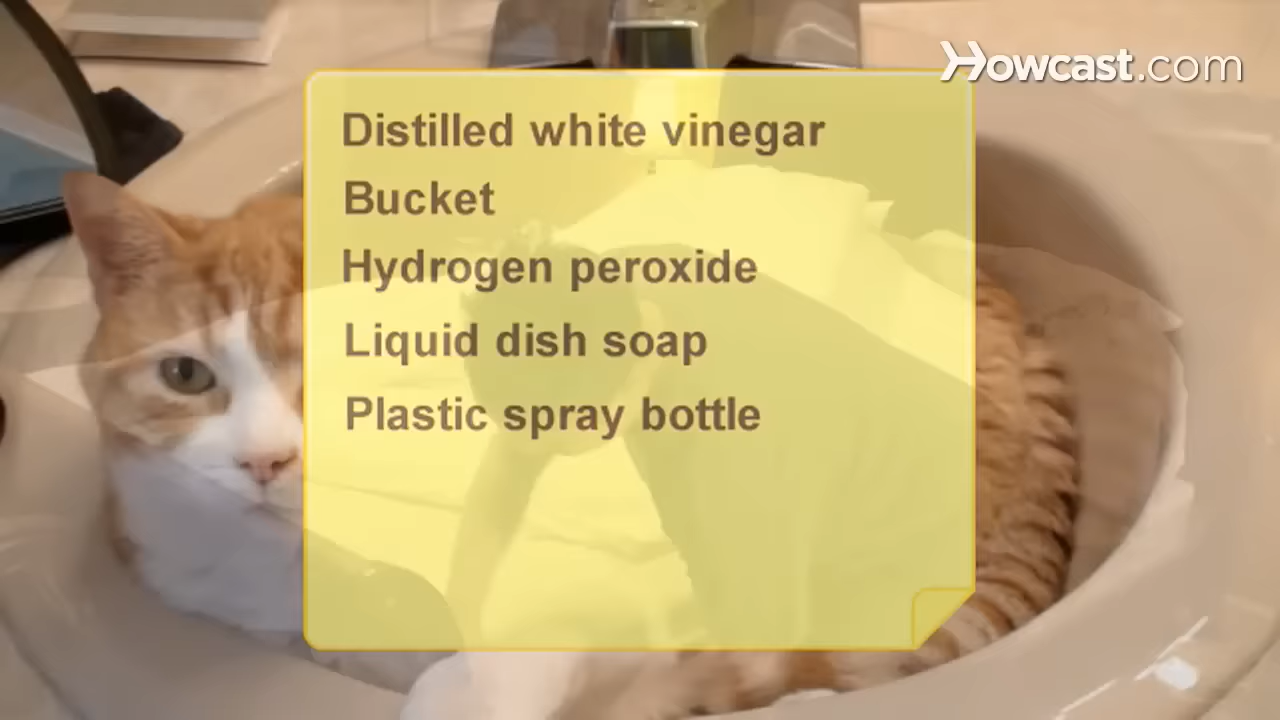 Howcast.com
Distilled white vinegar
Bucket
Hydrogen peroxide
Liquid dish soap
Plastic spray bottle